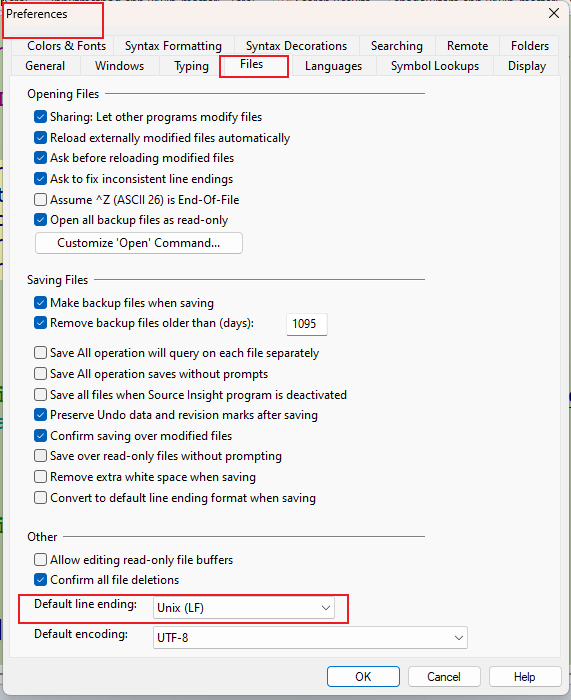 Preferences
Colors & Fonts Syntax Formatting Syntax Decorations Searching Remote Folders
General Windows Typing Files Languages Symbol Lookups Display
Opening Files
Sharing: Let other programs modify files
Reload externally modified files automatically
Ask before reloading modified files
Ask to fix inconsistent line endings
Assume ^Z (ASCII 26) is End-Of-File
Open all backup files as read-only
Customize 'Open' Command...
Saving Files
Make backup files when saving
Remove backup files older than (days): 1095
Save All operation will query on each file separately
Save All operation saves without prompts
Save all files when Source Insight program is deactivated
Preserve Undo data and revision marks after saving
Confirm saving over modified files
Save over read-only files without prompting
Remove extra white space when saving
Convert to default line ending format when saving
Other
Allow editing read-only file buffers
Confirm all file deletions
Default line ending: Unix (LF)
Default encoding: UTF-8
OK Cancel Help